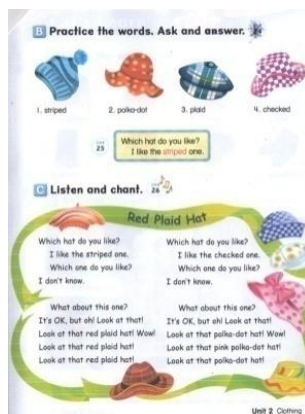 B Practice the words. Ask and answer.
1. striped
2. polka-dot
3. plaid
4. checked
25
Which hat do you like?
I like the striped one.
C Listen and chant.
26
Red Plaid Hat
Which hat do you like?
I like the striped one.
Which one do you like?
I don't know.
What about this one?
It's OK, but oh! Look at that!
Look at that red plaid hat! Wow!
Look at that red plaid hat!
Look at that red plaid hat!
Which hat do you like?
I like the checked one.
Which one do you like?
I don't know.
What about this one?
It's OK, but oh! Look at that!
Look at that polka-dot hat! Wow!
Look at that pink polka-dot hat!
Look at that polka-dot hat!
Unit 2 Clothing